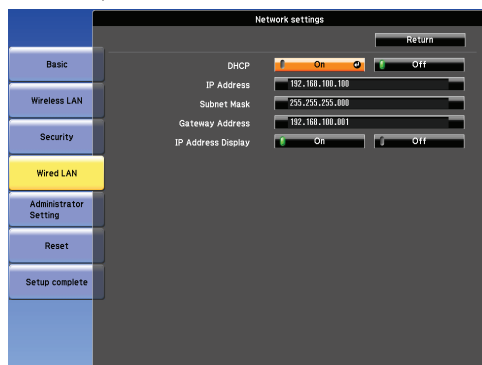 Network settings
Return
Basic
DHCP On Off
IP Address 192.168.100.100
Wireless LAN
Subnet Mask 255.255.255.000
Gateway Address 192.168.100.001
Security
IP Address Display On Off
Wired LAN
Administrator
Setting
Reset
Setup complete